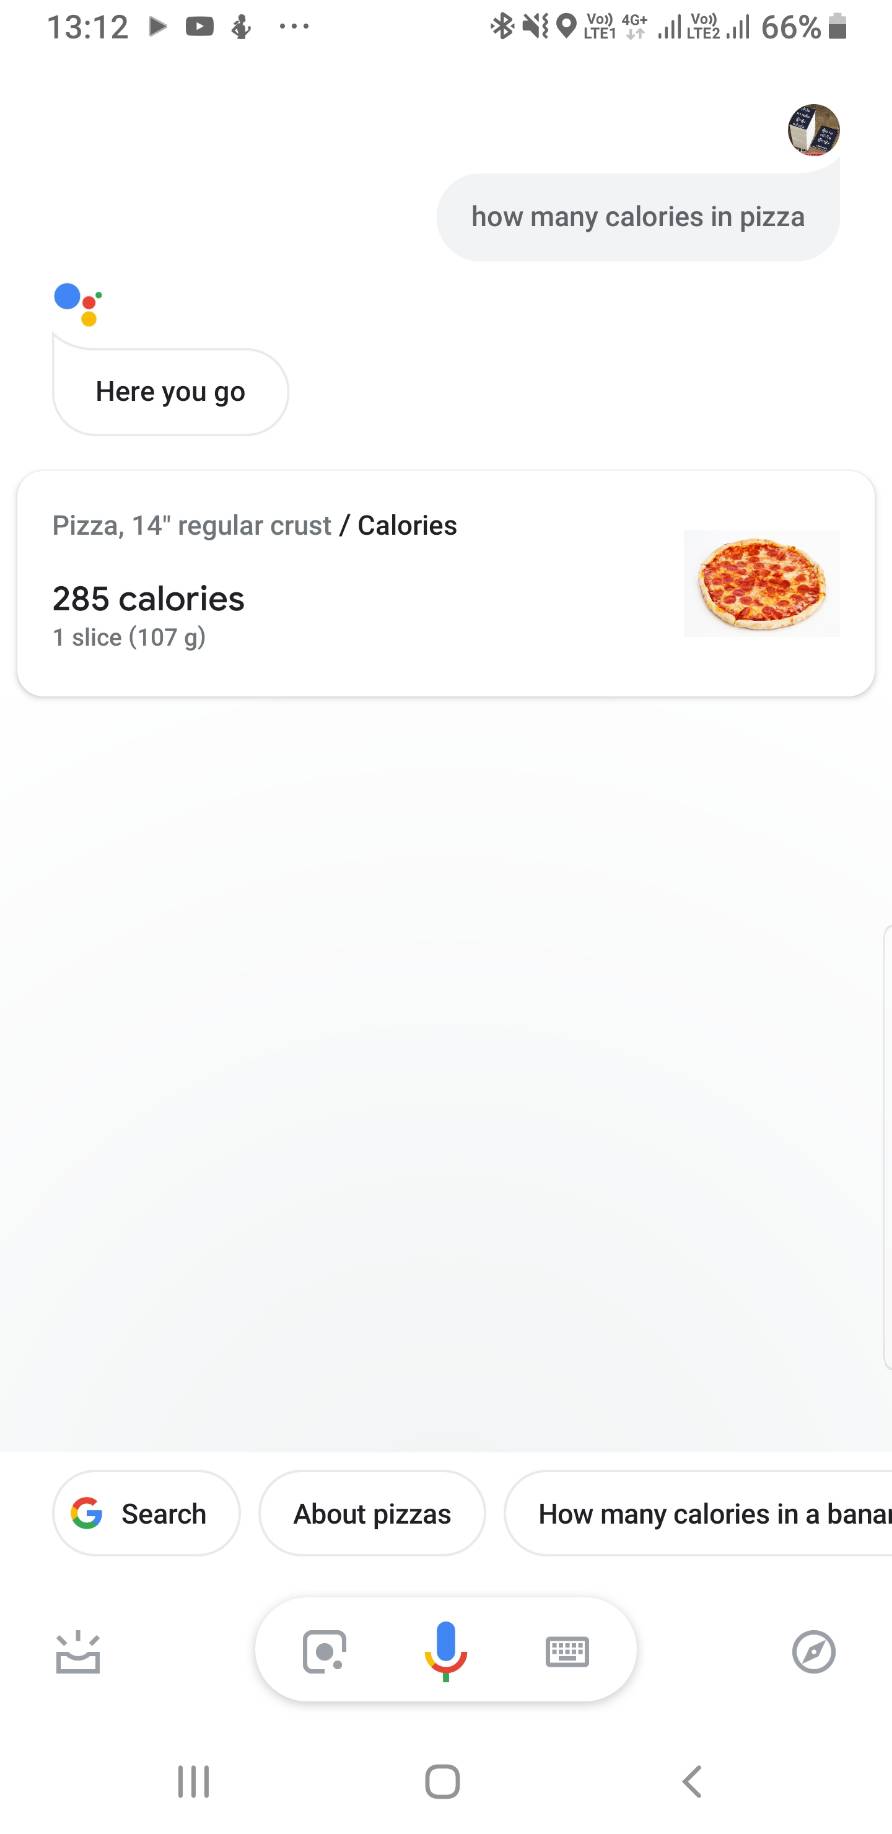 13:12 ··· Vo)) LTE1 4G+ Vo)) LTE2 66%
how many calories in pizza
Here you go
Pizza, 14" regular crust / Calories
285 calories
1 slice (107 g)
G Search
About pizzas
How many calories in a bana